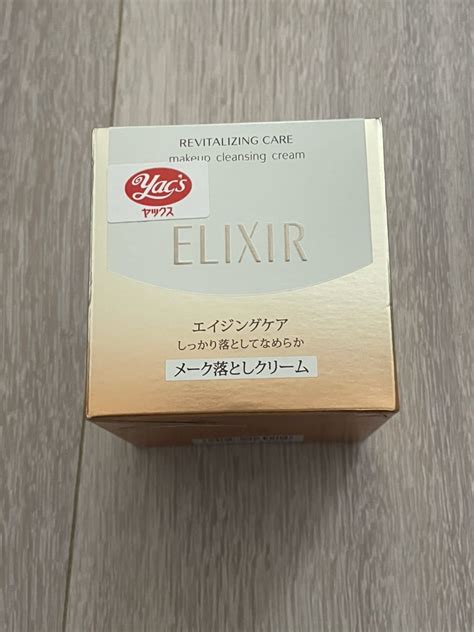 REVITALIZING CARE
makeup cleansing cream
yac's
ヤックス
ELIXIR
エイジングケア
しっかり落としてなめらか
メーク落としクリーム